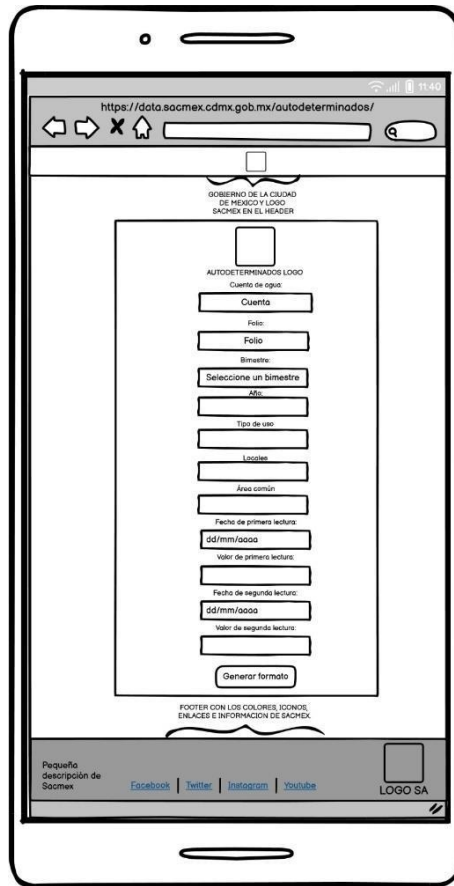 11:40
https://data.sacmex.cdmx.gob.mx/autodeterminados/
GOBIERNO DE LA CIUDAD
DE MEXICO Y LOGO
SACMEX EN EL HEADER
AUTODETERMINADOS LOGO
Cuenta de agua:
Cuenta
Folio:
Folio
Bimestre:
Seleccione un bimestre
Año:
Tipo de uso
Locales
Área común
Fecha de primera lectura:
dd/mm/aaaa
Valor de primera lectura:
Fecha de segunda lectura:
dd/mm/aaaa
Valor de segunda lectura:
Generar formato
FOOTER CON LOS COLORES, ICONOS,
ENLACES E INFORMACION DE SACMEX.
Pequeña
descripción de
Sacmex
Facebook Twitter Instagram Youtube
LOGO SA